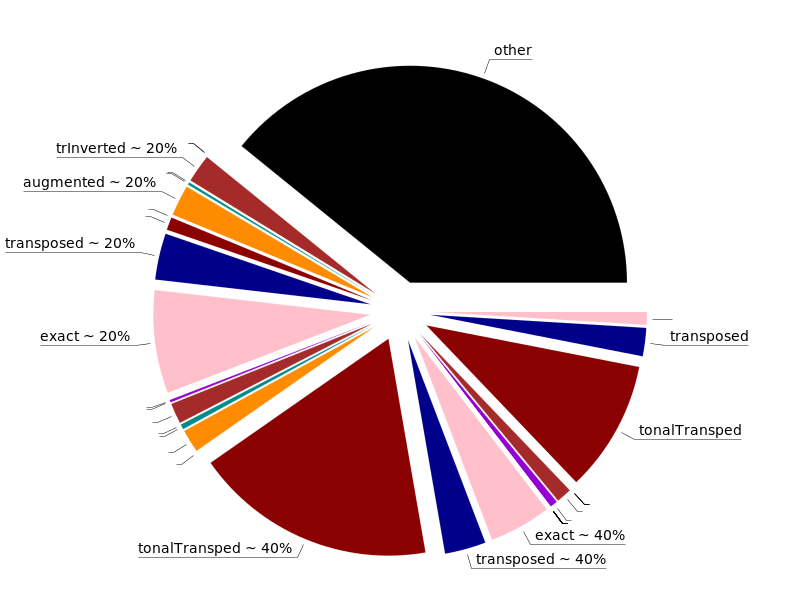 other
trInverted ~ 20%
augmented ~ 20%
transposed ~ 20%
exact ~ 20%
transposed
tonalTransped
exact ~ 40%
tonalTransped ~ 40%
transposed ~ 40%